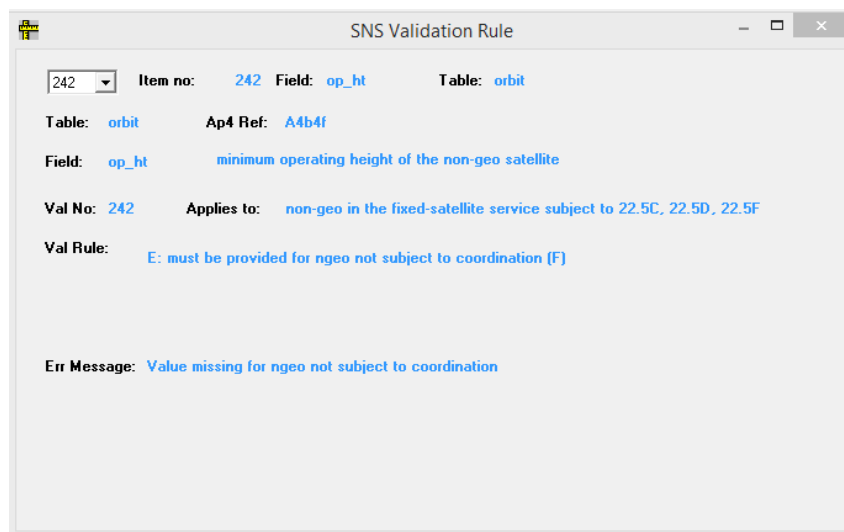 SNS Validation Rule
242 Item no: 242 Field: op_ht Table: orbit
Table: orbit Ap4 Ref: A4b4f
Field: op_ht minimum operating height of the non-geo satellite
Val No: 242 Applies to: non-geo in the fixed-satellite service subject to 22.5C, 22.5D, 22.5F
Val Rule: E: must be provided for ngeo not subject to coordination (F)
Err Message: Value missing for ngeo not subject to coordination